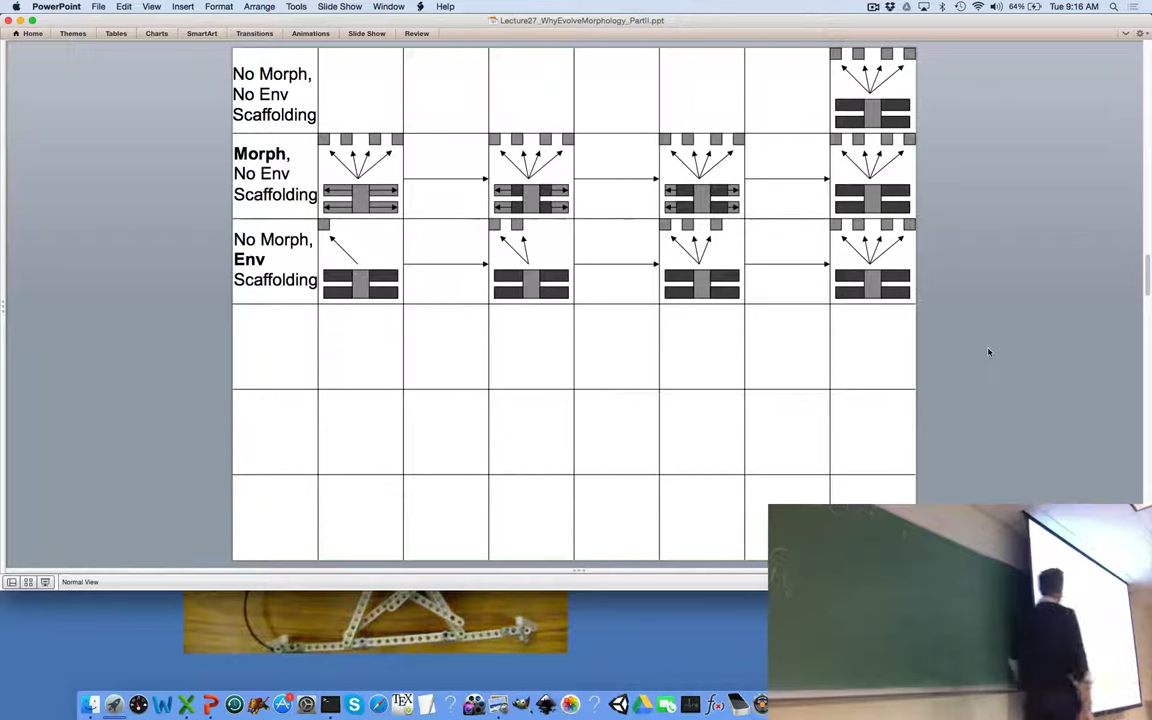 PowerPoint File Edit View Insert Format Arrange Tools Slide Show Window Help 64% Tue 9:16 AM
Lecture27_WhyEvolveMorphology_PartII.ppt
Home Themes Tables Charts SmartArt Transitions Animations Slide Show Review
No Morph,
No Env
Scaffolding
Morph,
No Env
Scaffolding
No Morph,
Env
Scaffolding
Normal View